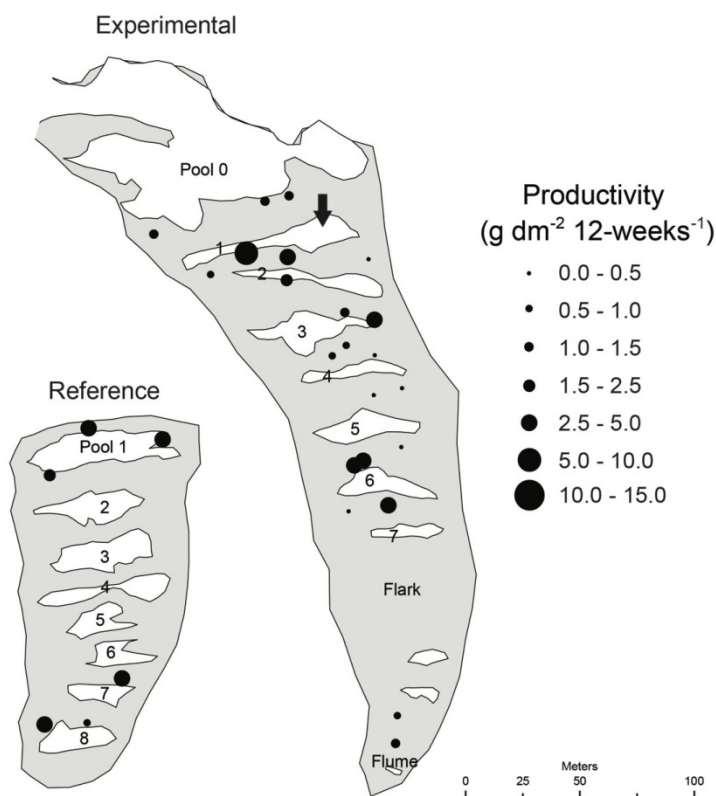 Experimental
Pool 0
1
2
3
4
5
6
7
Flark
Flume
Reference
Pool 1
2
3
4
5
6
7
8
Productivity
(g dm⁻² 12-weeks⁻¹)
0.0 - 0.5
0.5 - 1.0
1.0 - 1.5
1.5 - 2.5
2.5 - 5.0
5.0 - 10.0
10.0 - 15.0
Meters
0 25 50 100